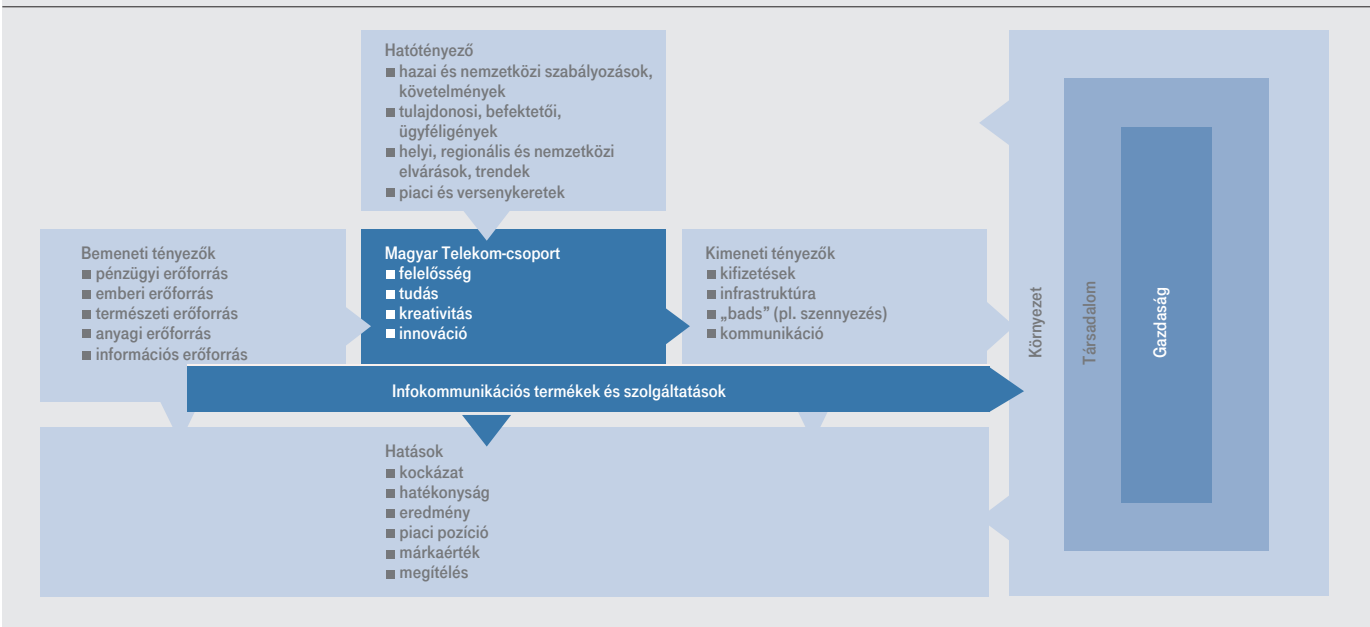 Hatótényező
■ hazai és nemzetközi szabályozások,
követelmények
■ tulajdonosi, befektetői,
ügyféligények
■ helyi, regionális és nemzetközi
elvárások, trendek
■ piaci és versenykeretek
Bemeneti tényezők
■ pénzügyi erőforrás
■ emberi erőforrás
■ természeti erőforrás
■ anyagi erőforrás
■ információs erőforrás
Magyar Telekom-csoport
■ felelősség
■ tudás
■ kreativitás
■ innováció
Kimeneti tényezők
■ kifizetések
■ infrastruktúra
■ „bads” (pl. szennyezés)
■ kommunikáció
Infokommunikációs termékek és szolgáltatások
Hatások
■ kockázat
■ hatékonyság
■ eredmény
■ piaci pozíció
■ márkaérték
■ megítélés
Környezet
Társadalom
Gazdaság